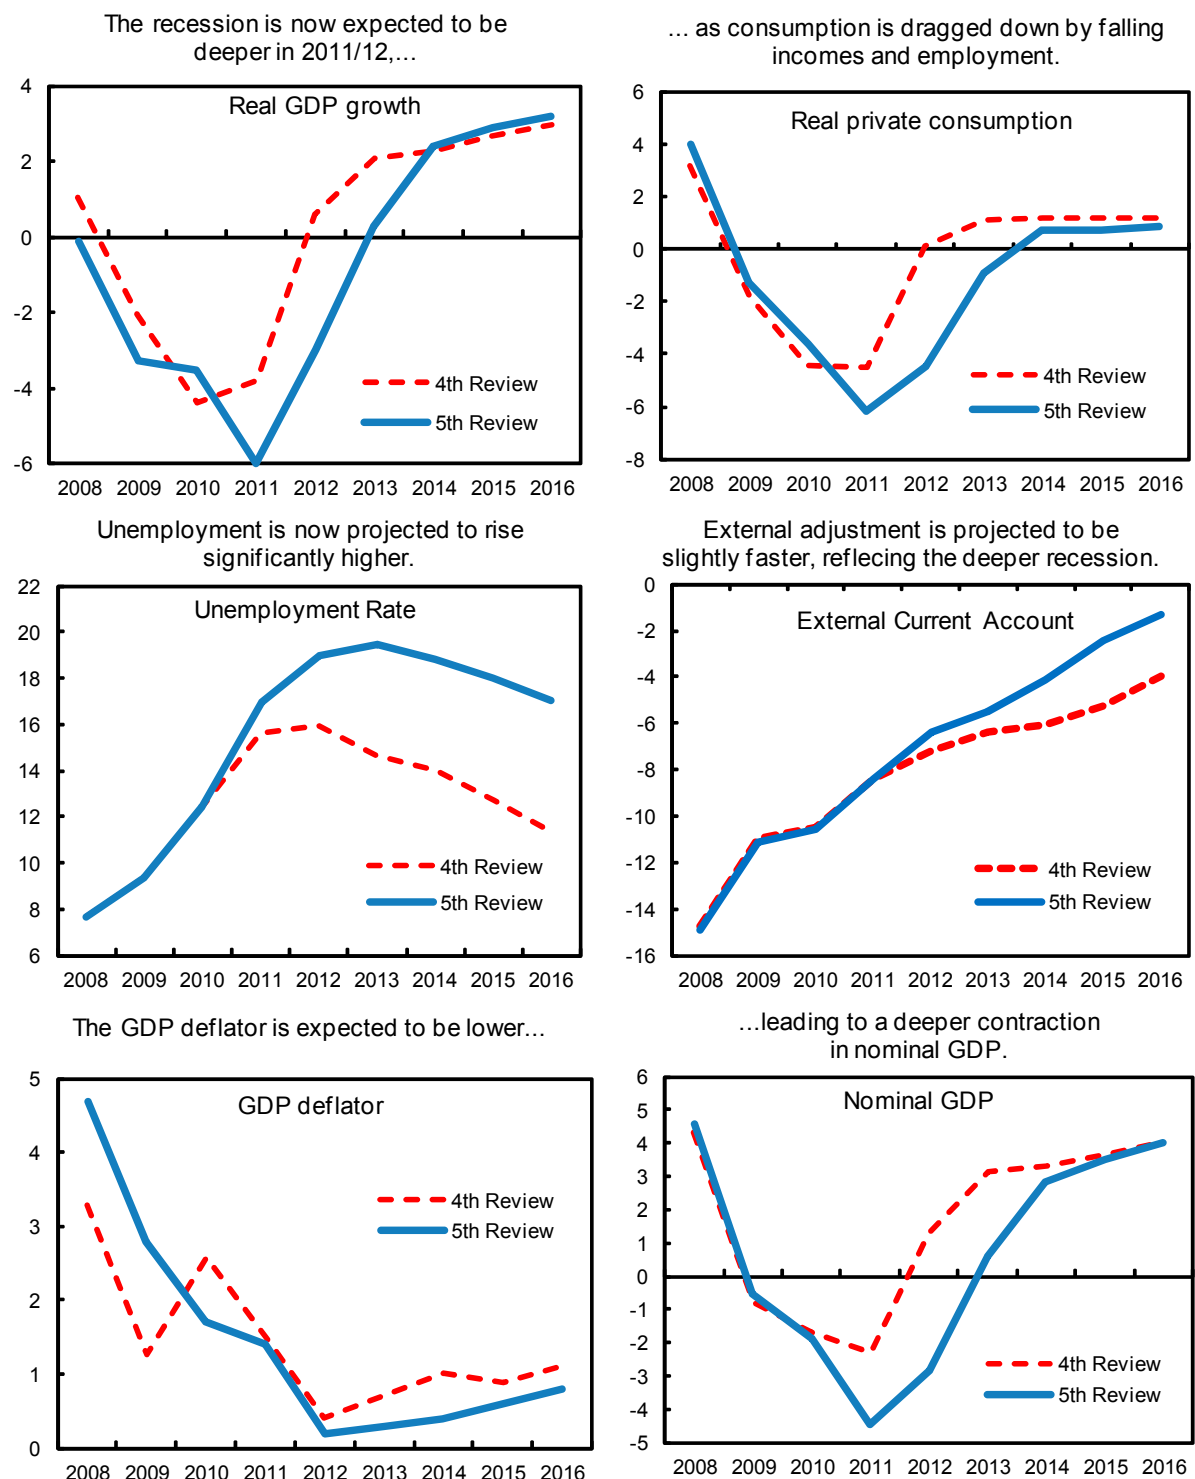 The recession is now expected to be
deeper in 2011/12,...
Real GDP growth
4
2
0
-2
-4
-6
4th Review
5th Review
2008 2009 2010 2011 2012 2013 2014 2015 2016
... as consumption is dragged down by falling
incomes and employment.
Real private consumption
6
4
2
0
-2
-4
-6
-8
4th Review
5th Review
2008 2009 2010 2011 2012 2013 2014 2015 2016
Unemployment is now projected to rise
significantly higher.
Unemployment Rate
22
20
18
16
14
12
10
8
6
4th Review
5th Review
2008 2009 2010 2011 2012 2013 2014 2015 2016
External adjustment is projected to be
slightly faster, reflecting the deeper recession.
External Current Account
0
-2
-4
-6
-8
-10
-12
-14
-16
4th Review
5th Review
2008 2009 2010 2011 2012 2013 2014 2015 2016
The GDP deflator is expected to be lower...
GDP deflator
5
4
3
2
1
0
4th Review
5th Review
2008 2009 2010 2011 2012 2013 2014 2015 2016
...leading to a deeper contraction
in nominal GDP.
Nominal GDP
6
5
4
3
2
1
0
-1
-2
-3
-4
-5
4th Review
5th Review
2008 2009 2010 2011 2012 2013 2014 2015 2016